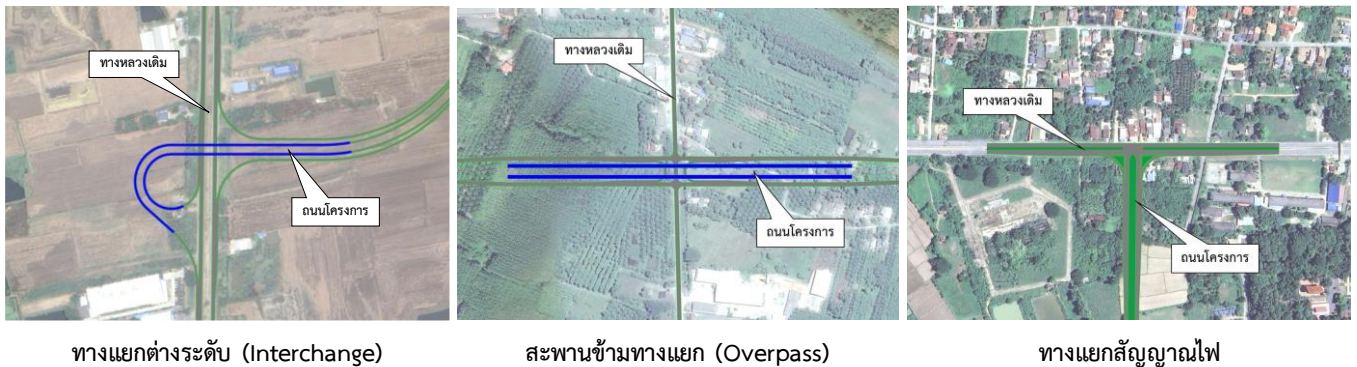 ทางหลวงเดิม
ถนนโครงการ
ทางแยกต่างระดับ (Interchange)
ทางหลวงเดิม
ถนนโครงการ
สะพานข้ามทางแยก (Overpass)
ทางหลวงเดิม
ถนนโครงการ
ทางแยกสัญญาณไฟ